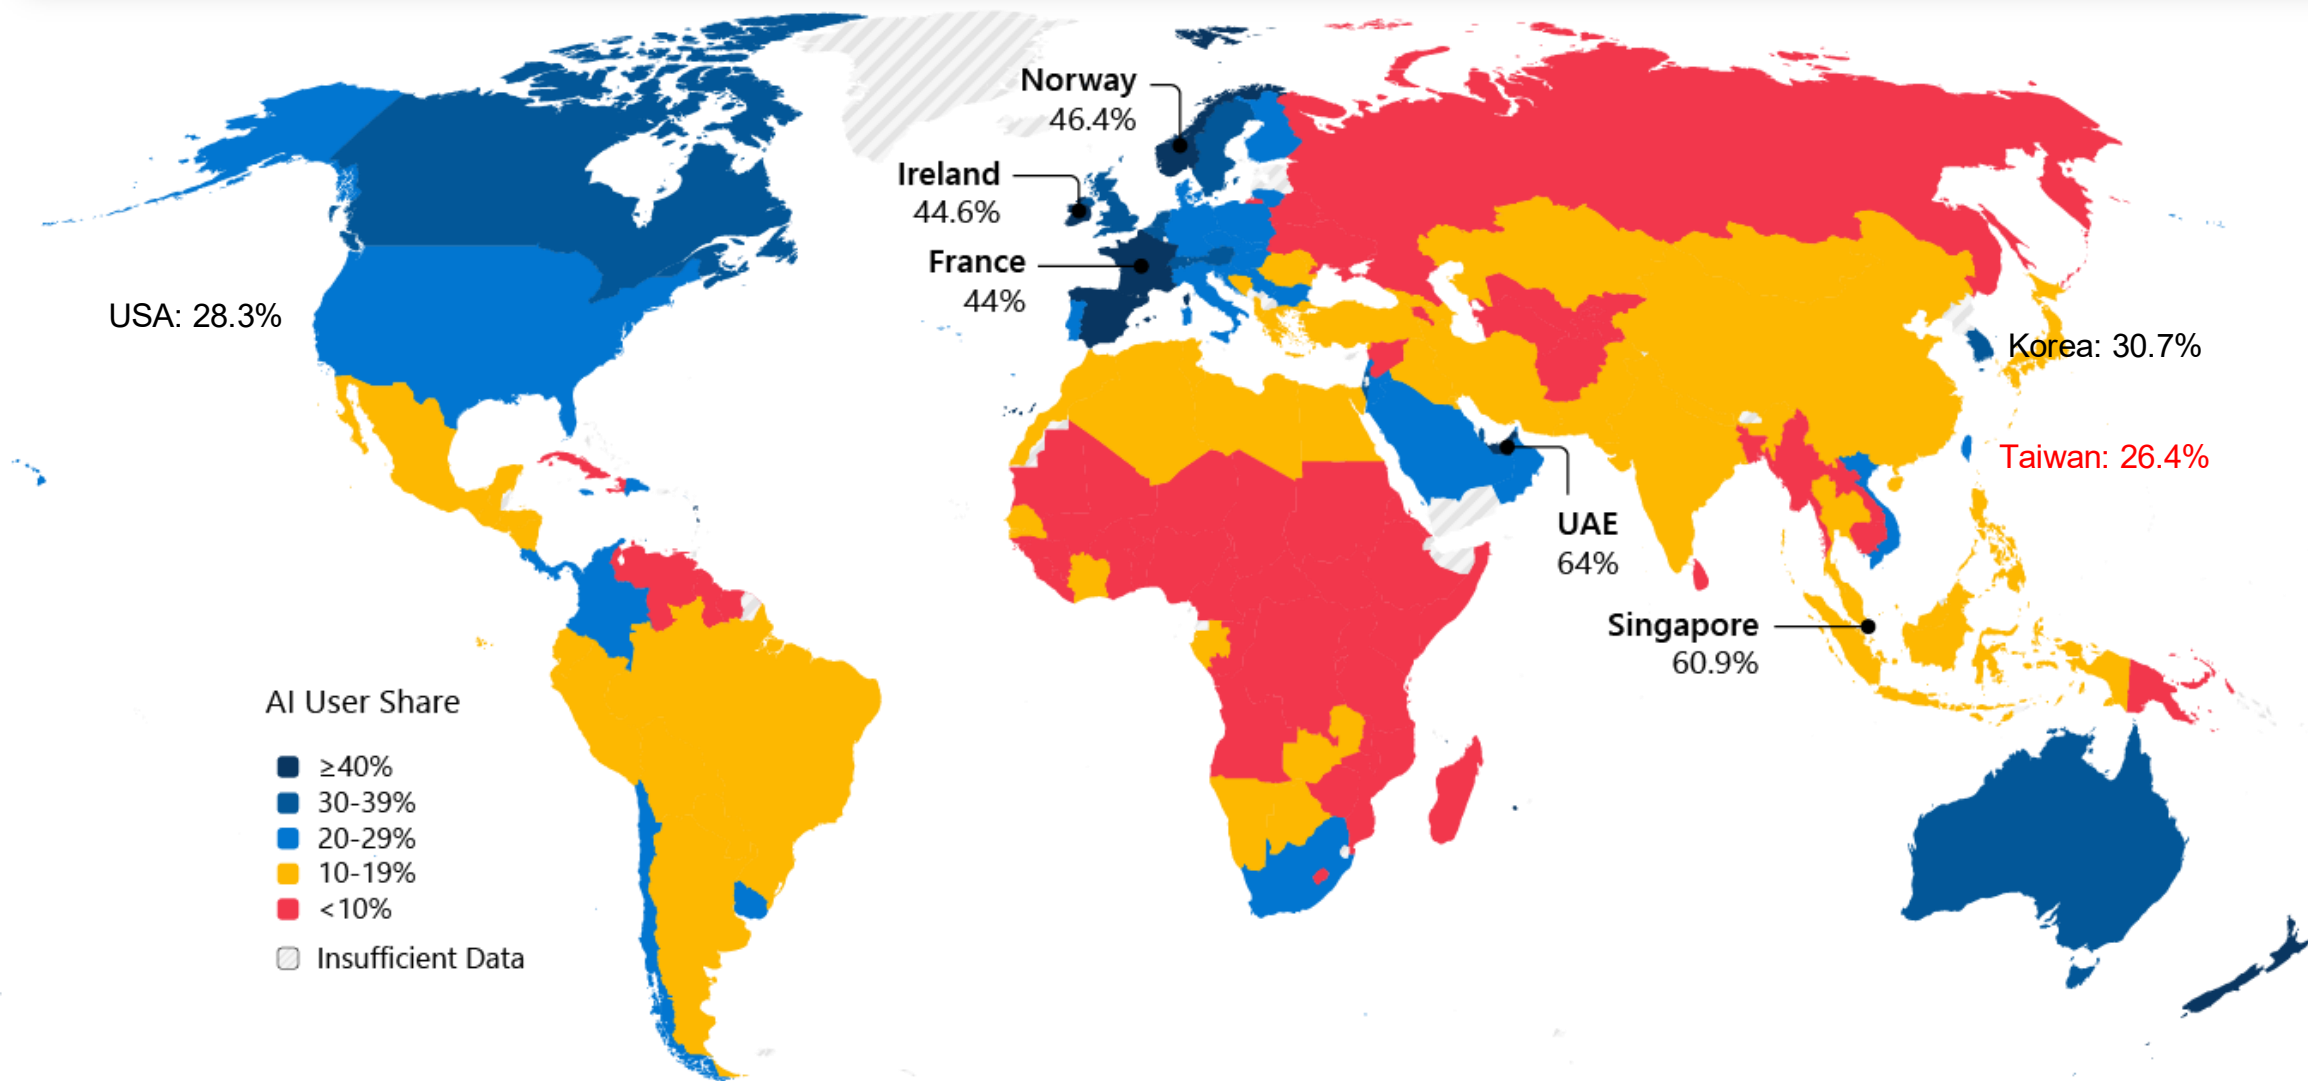 Norway
46.4%
Ireland
44.6%
France
44%
USA: 28.3%
Korea: 30.7%
Taiwan: 26.4%
UAE
64%
Singapore
60.9%
AI User Share
≥40%
30-39%
20-29%
10-19%
<10%
Insufficient Data